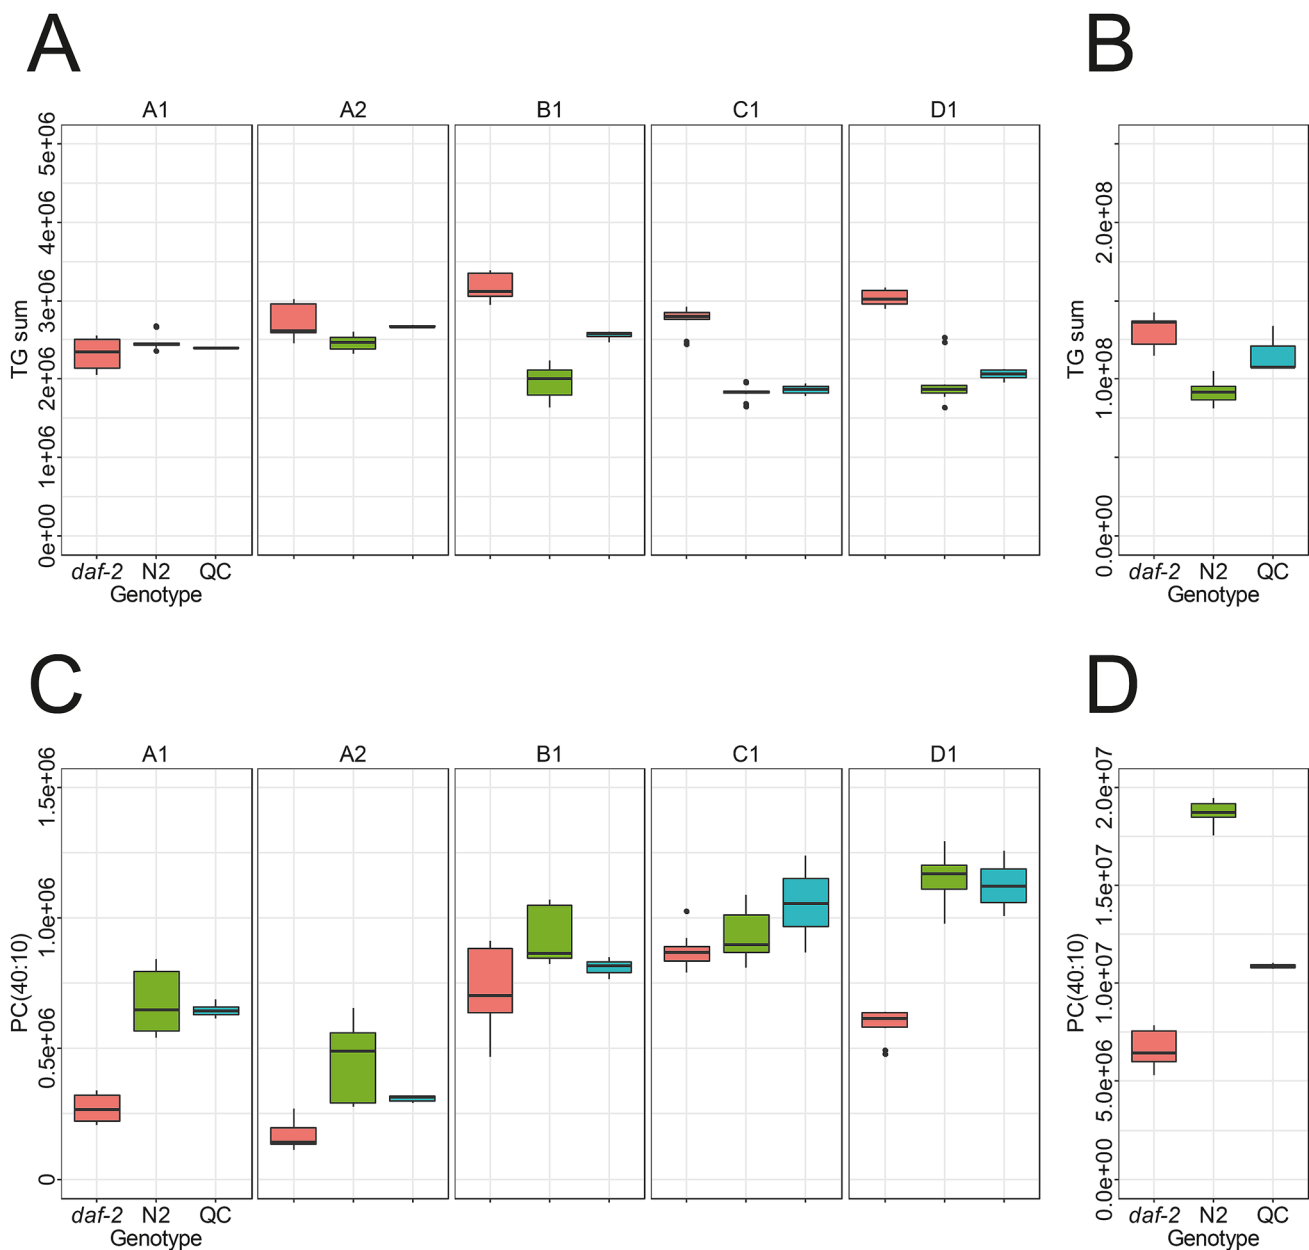 A
B
A1 A2 B1 C1 D1
TG sum
5e+06
4e+06
3e+06
2e+06
1e+06
0e+00
daf-2 N2 QC
Genotype
TG sum
2.0e+08
1.0e+08
0.0e+00
daf-2 N2 QC
Genotype
C
D
A1 A2 B1 C1 D1
PC(40:10)
1.5e+06
1.0e+06
0.5e+06
0
daf-2 N2 QC
Genotype
PC(40:10)
2.0e+07
1.5e+07
1.0e+07
5.0e+06
0.0e+00
daf-2 N2 QC
Genotype